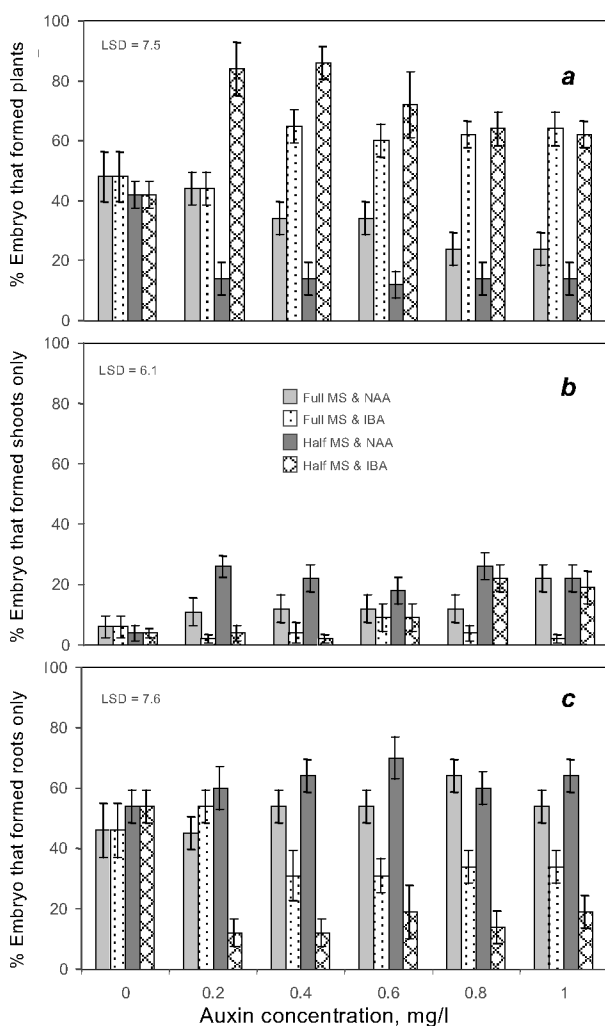 100
80
60
40
20
0
% Embryo that formed plants
LSD = 7.5
a
100
80
60
40
20
0
% Embryo that formed shoots only
LSD = 6.1
b
Full MS & NAA
Full MS & IBA
Half MS & NAA
Half MS & IBA
100
80
60
40
20
0
% Embryo that formed roots only
LSD = 7.6
c
0 0.2 0.4 0.6 0.8 1
Auxin concentration, mg/l